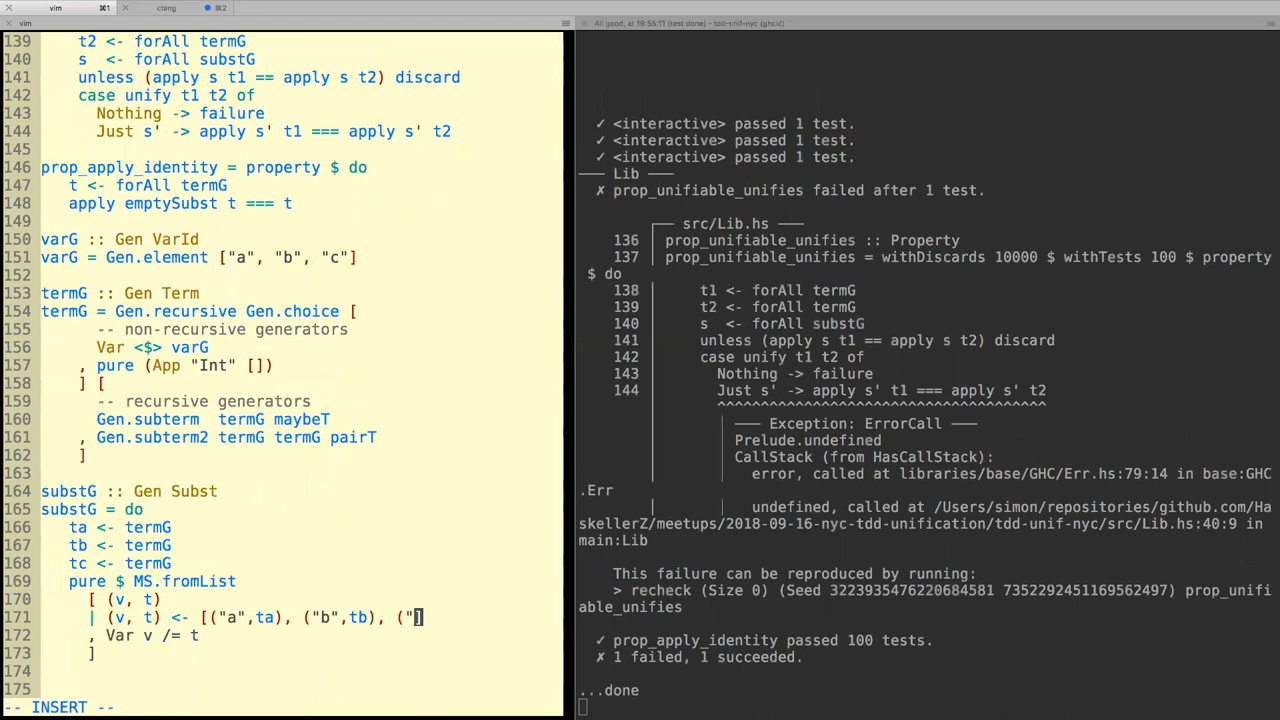 vim ⌘1 clang ⌘2
vim
139 t2 <- forAll termG
140 s <- forAll substG
141 unless (apply s t1 == apply s t2) discard
142 case unify t1 t2 of
143 Nothing -> failure
144 Just s' -> apply s' t1 === apply s' t2
145
146 prop_apply_identity = property $ do
147 t <- forAll termG
148 apply emptySubst t === t
149
150 varG :: Gen VarId
151 varG = Gen.element ["a", "b", "c"]
152
153 termG :: Gen Term
154 termG = Gen.recursive Gen.choice [
155 -- non-recursive generators
156 Var <$> varG
157 , pure (App "Int" [])
158 ] [
159 -- recursive generators
160 Gen.subterm termG maybeT
161 , Gen.subterm2 termG termG pairT
162 ]
163
164 substG :: Gen Subst
165 substG = do
166 ta <- termG
167 tb <- termG
168 tc <- termG
169 pure $ MS.fromList
170 [ (v, t)
171 | (v, t) <- [("a",ta), ("b",tb), ("]
172 , Var v /= t
173 ]
174
175
-- INSERT --
All good, at 19:55:11 (test done) – tdd-unif-nyc (ghcid)
✓ <interactive> passed 1 test.
✓ <interactive> passed 1 test.
✓ <interactive> passed 1 test.
─── Lib ───
✗ prop_unifiable_unifies failed after 1 test.
┌── src/Lib.hs ───
136 │ prop_unifiable_unifies :: Property
137 │ prop_unifiable_unifies = withDiscards 10000 $ withTests 100 $ property
$ do
138 │ t1 <- forAll termG
139 │ t2 <- forAll termG
140 │ s <- forAll substG
141 │ unless (apply s t1 == apply s t2) discard
142 │ case unify t1 t2 of
143 │ Nothing -> failure
144 │ Just s' -> apply s' t1 === apply s' t2
│ ^^^^^^^^^^^^^^^^^^^^^^^^^^^^^^^^^^^^^^
│ │ ─── Exception: ErrorCall ───
│ │ Prelude.undefined
│ │ CallStack (from HasCallStack):
│ │ error, called at libraries/base/GHC/Err.hs:79:14 in base:GHC
.Err
│ │ undefined, called at /Users/simon/repositories/github.com/Ha
skellerZ/meetups/2018-09-16-nyc-tdd-unification/tdd-unif-nyc/src/Lib.hs:40:9 in
main:Lib
This failure can be reproduced by running:
> recheck (Size 0) (Seed 3223935476220684581 7352292451169562497) prop_unifi
able_unifies
✓ prop_apply_identity passed 100 tests.
✗ 1 failed, 1 succeeded.
...done